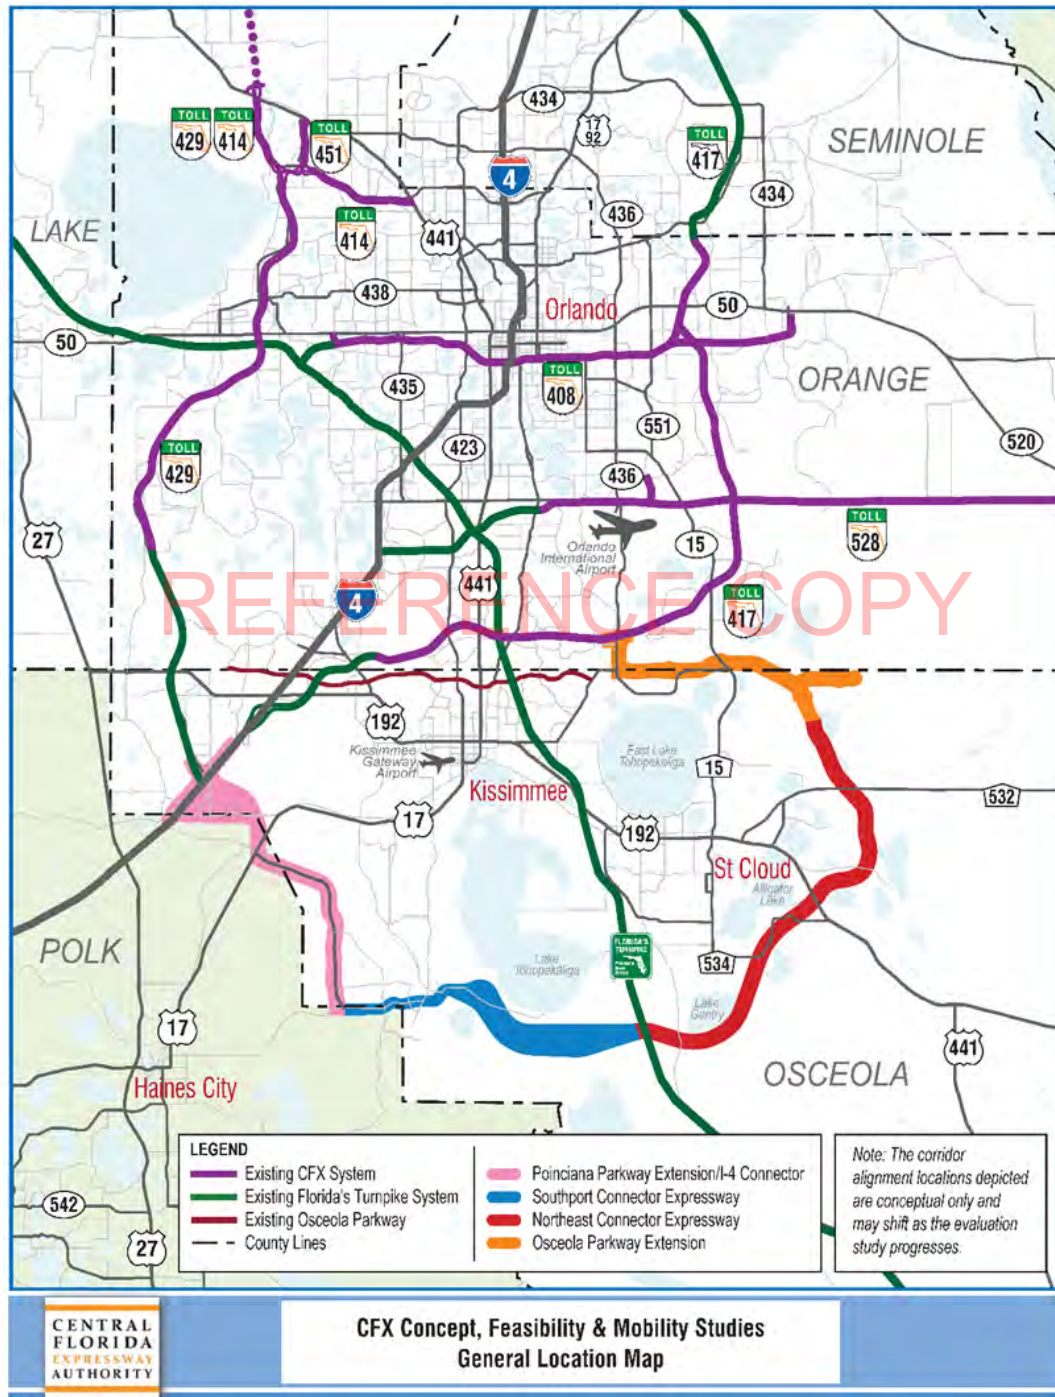 434
17
92
TOLL
429
TOLL
414
TOLL
451
TOLL
417
SEMINOLE
4
434
436
LAKE
TOLL
414
441
438
50
Orlando
50
435
TOLL
408
ORANGE
423
551
520
TOLL
429
436
27
Orlando
International
Airport
15
TOLL
528
REFERENCE COPY
4
441
TOLL
417
192
Kissimmee
Gateway
Airport
East Lake
Tohopekaliga
15
Kissimmee
532
17
192
St Cloud
Alligator
Lake
POLK
FLORIDA'S
TURNPIKE
Lake
Tohopekaliga
534
Lake
Gentry
17
441
OSCEOLA
Haines City
LEGEND
Existing CFX System
Existing Florida's Turnpike System
Existing Osceola Parkway
County Lines
Poinciana Parkway Extension/I-4 Connector
Southport Connector Expressway
Northeast Connector Expressway
Osceola Parkway Extension
Note: The corridor
alignment locations depicted
are conceptual only and
may shift as the evaluation
study progresses.
542
27
CENTRAL
FLORIDA
EXPRESSWAY
AUTHORITY
CFX Concept, Feasibility & Mobility Studies
General Location Map